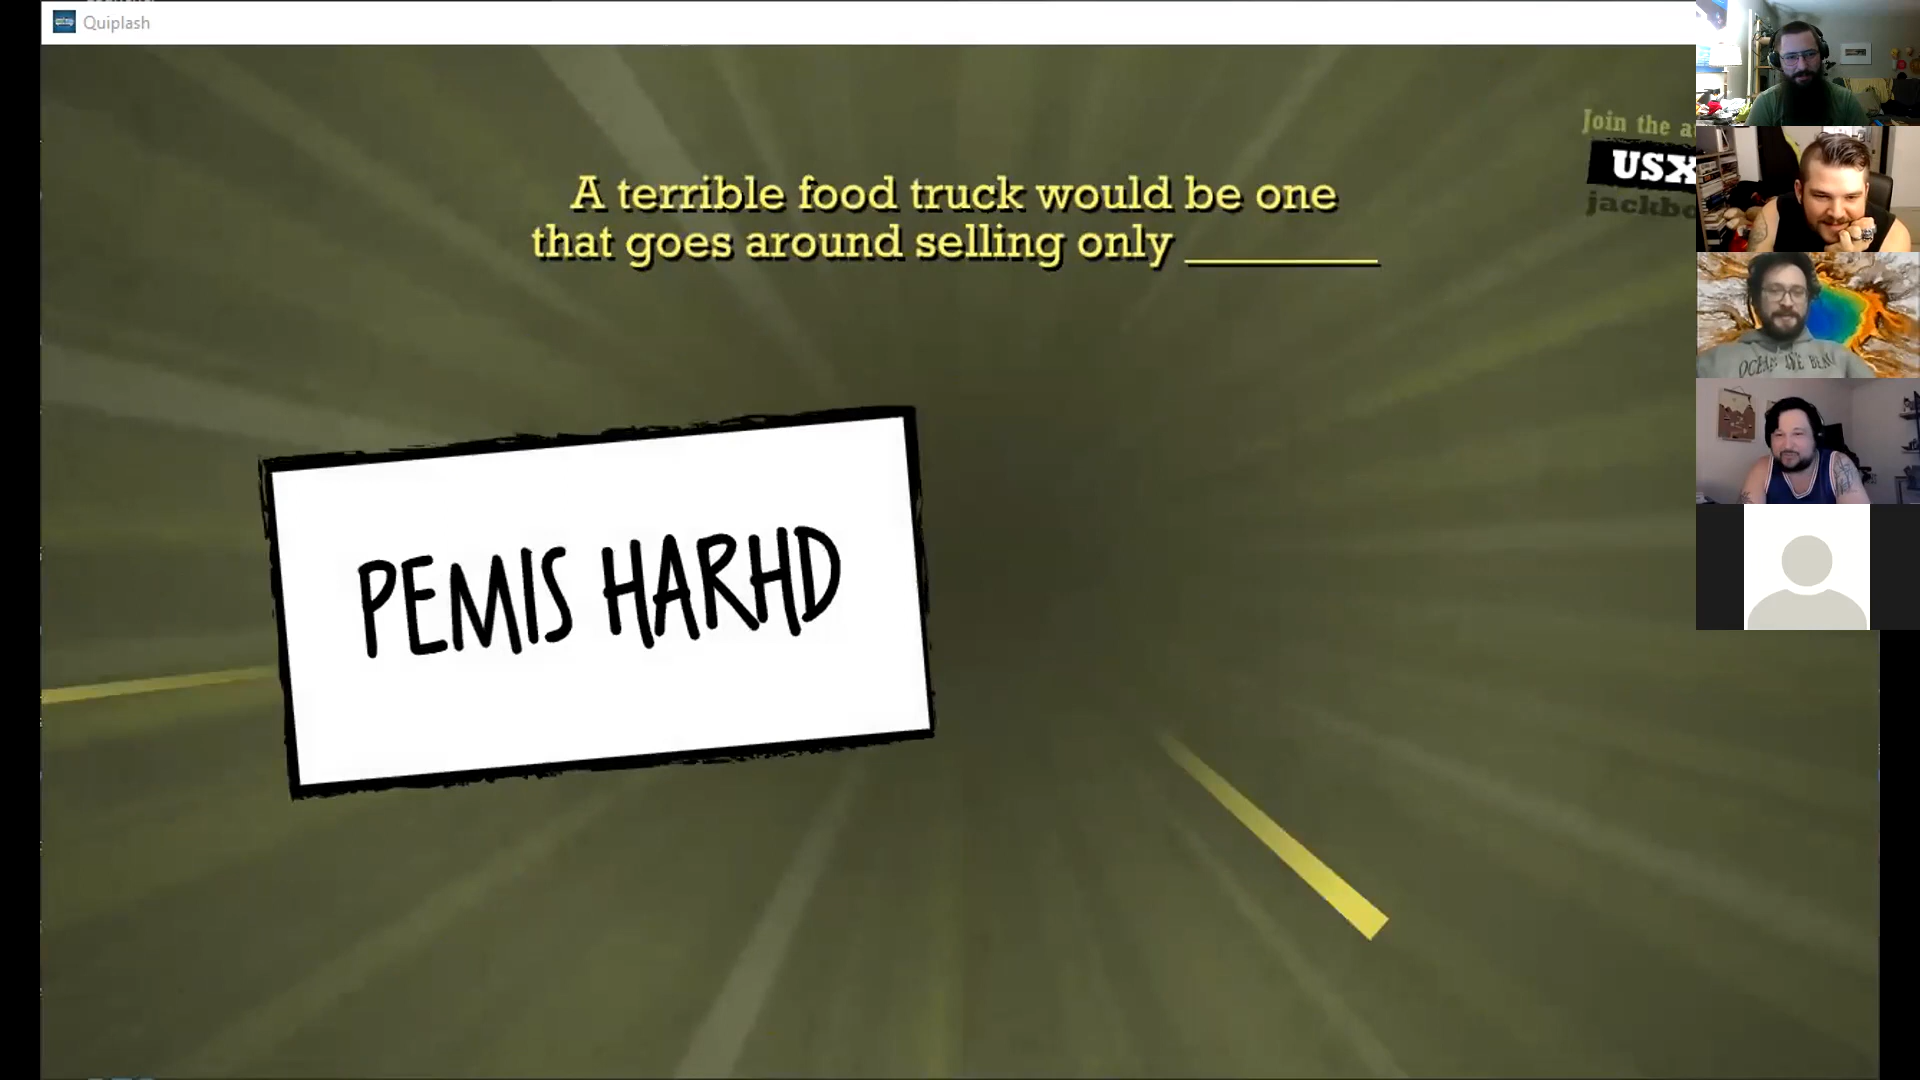 Quiplash
A terrible food truck would be one
that goes around selling only ________
Join the
USX
jackbo
PEMIS HARHD
OCEAN